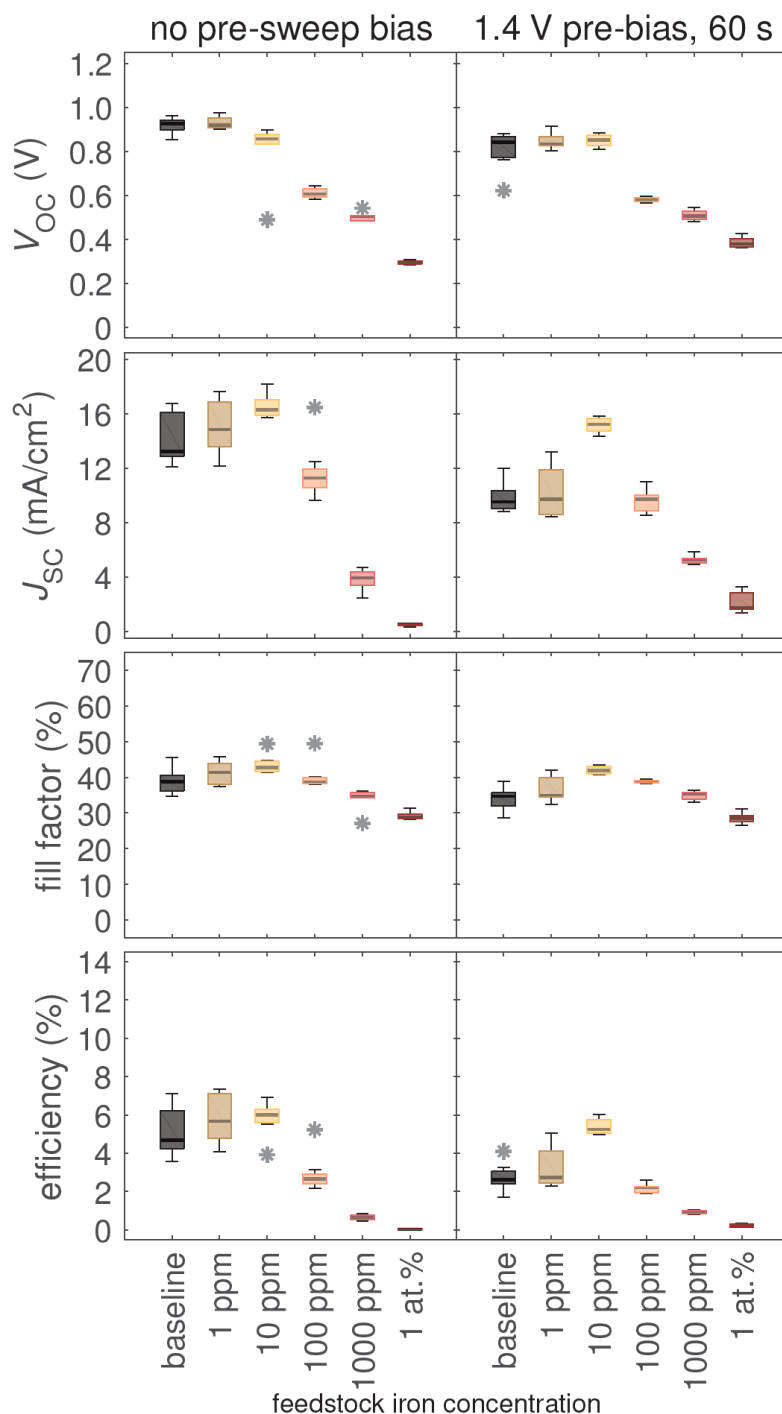 no pre-sweep bias
1.4 V pre-bias, 60 s
V_OC (V)
1.2
1.0
0.8
0.6
0.4
0.2
0
J_SC (mA/cm²)
20
16
12
8
4
0
fill factor (%)
70
60
50
40
30
20
10
0
efficiency (%)
14
12
10
8
6
4
2
0
baseline
1 ppm
10 ppm
100 ppm
1000 ppm
1 at.%
baseline
1 ppm
10 ppm
100 ppm
1000 ppm
1 at.%
feedstock iron concentration